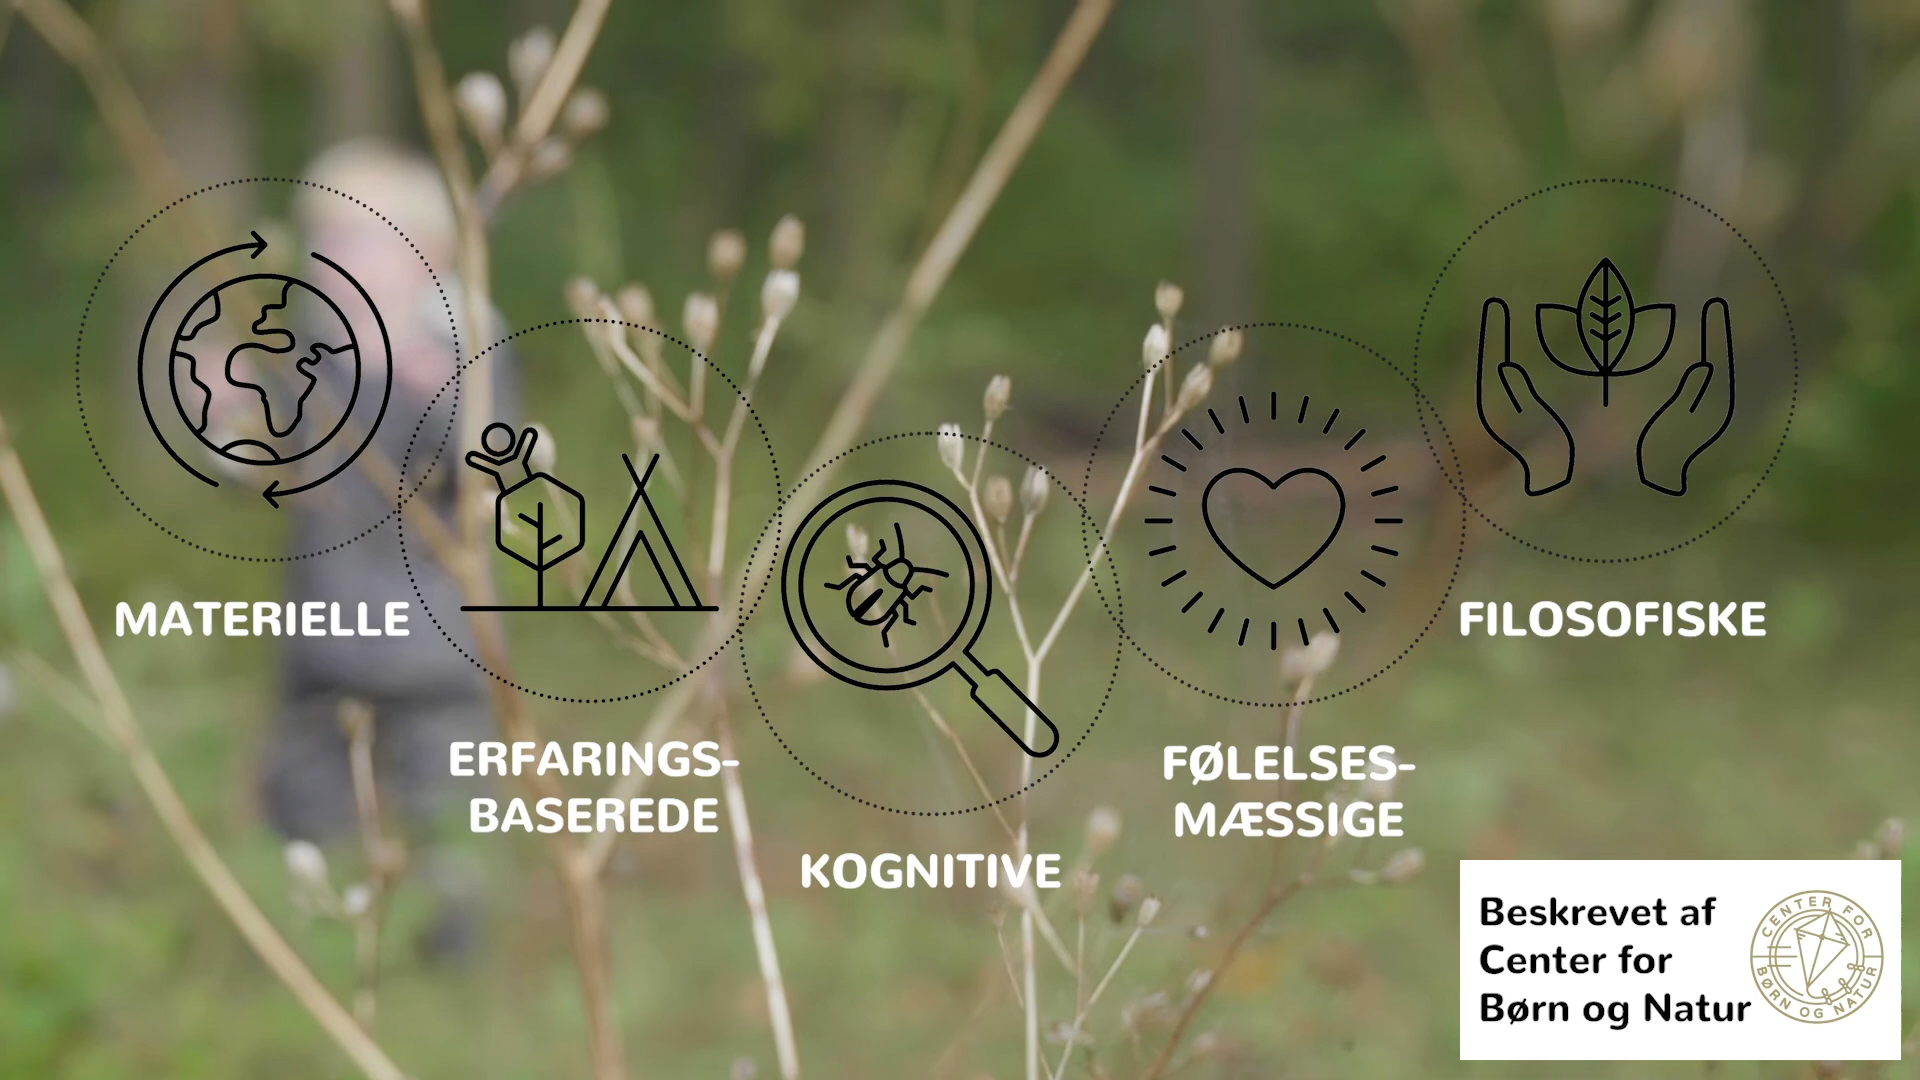 MATERIELLE
ERFARINGS-
BASEREDE
KOGNITIVE
FØLELSES-
MÆSSIGE
FILOSOFISKE
Beskrevet af
Center for
Børn og Natur
CENTER FOR
BØRN OG NATUR